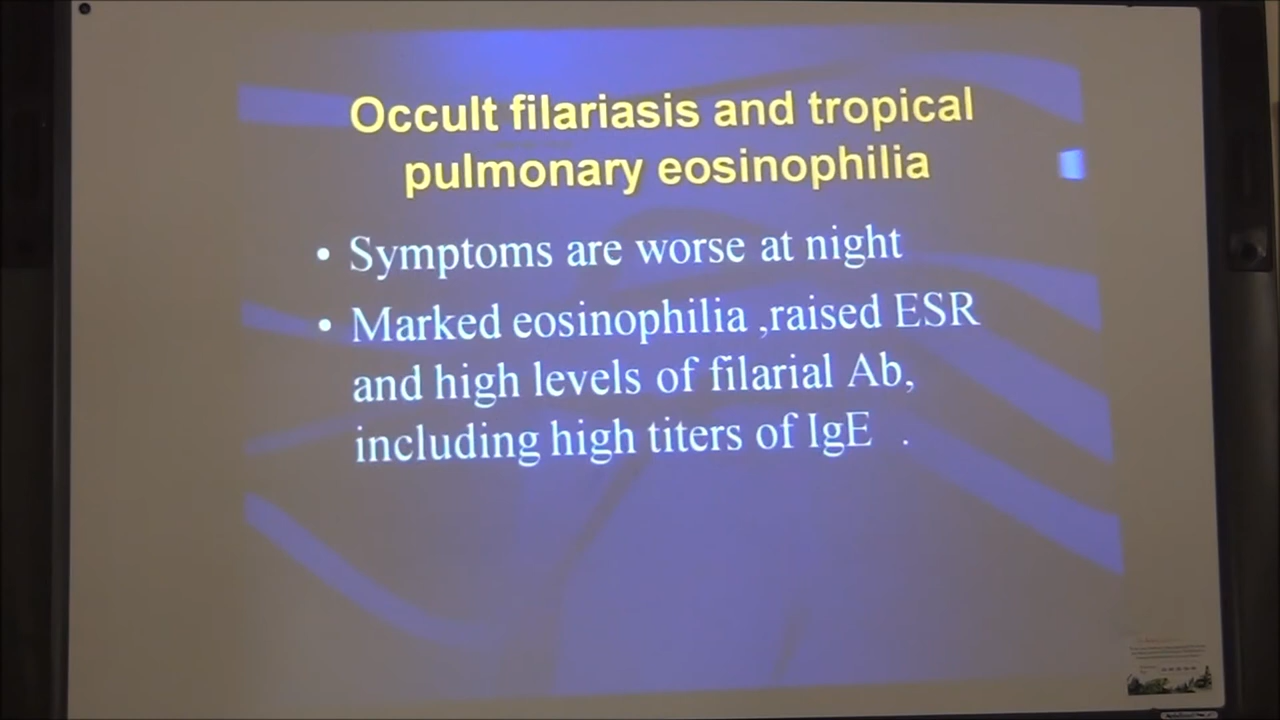 Occult filariasis and tropical
pulmonary eosinophilia
• Symptoms are worse at night
• Marked eosinophilia ,raised ESR
and high levels of filarial Ab,
including high titers of IgE .